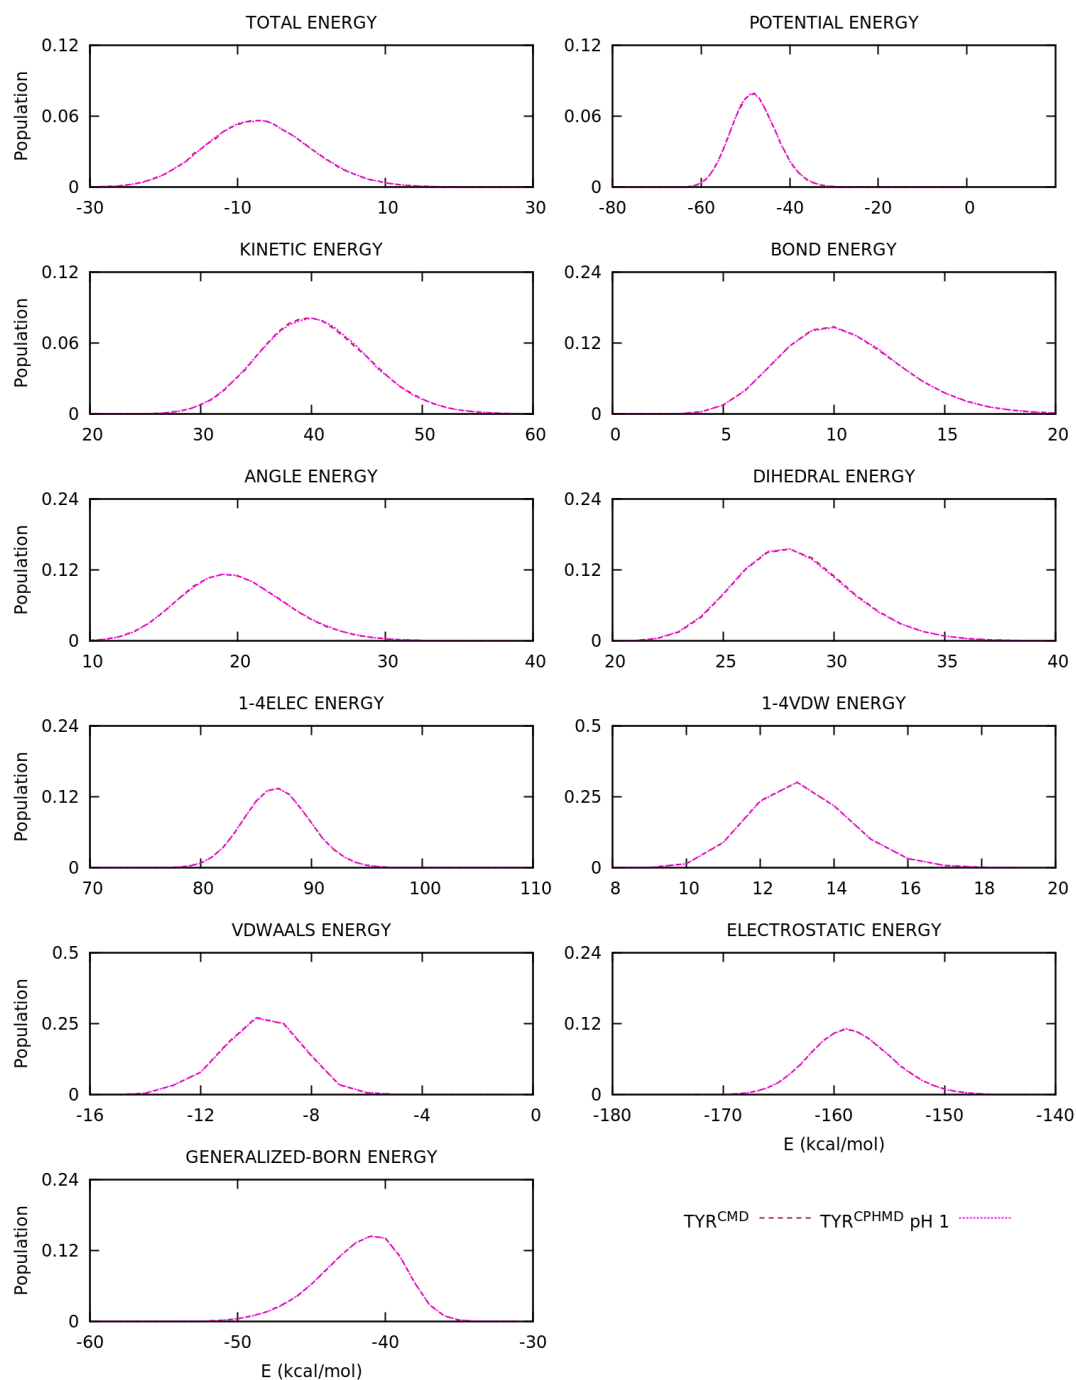 TOTAL ENERGY
POTENTIAL ENERGY
0.12
0.06
0
Population
-30 -10 10 30
0.12
0.06
0
-80 -60 -40 -20 0
KINETIC ENERGY
BOND ENERGY
0.12
0.06
0
Population
20 30 40 50 60
0.24
0.12
0
0 5 10 15 20
ANGLE ENERGY
DIHEDRAL ENERGY
0.24
0.12
0
Population
10 20 30 40
0.24
0.12
0
20 25 30 35 40
1-4ELEC ENERGY
1-4VDW ENERGY
0.24
0.12
0
Population
70 80 90 100 110
0.5
0.25
0
8 10 12 14 16 18 20
VDWAALS ENERGY
ELECTROSTATIC ENERGY
0.5
0.25
0
Population
-16 -12 -8 -4 0
0.24
0.12
0
-180 -170 -160 -150 -140
E (kcal/mol)
GENERALIZED-BORN ENERGY
0.24
0.12
0
Population
-60 -50 -40 -30
E (kcal/mol)
TYR^CMD TYR^CPHMD pH 1